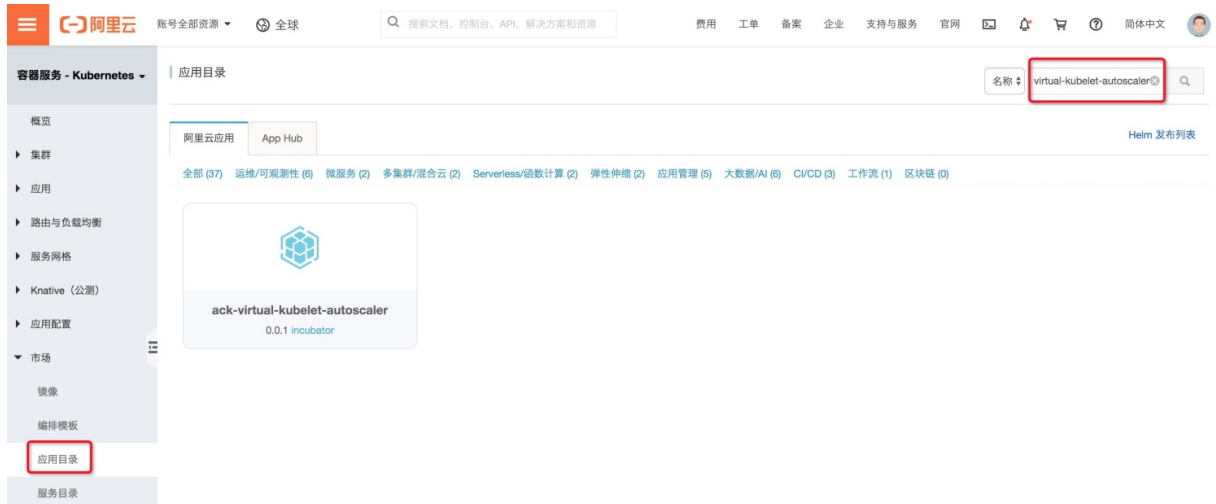 阿里云 账号全部资源 全球 搜索文档、控制台、API、解决方案和资源 费用 工单 备案 企业 支持与服务 官网 简体中文
容器服务 - Kubernetes
应用目录
名称 virtual-kubelet-autoscaler
概览
阿里云应用 App Hub
Helm 发布列表
集群
全部 (37) 运维/可观测性 (6) 微服务 (2) 多集群/混合云 (2) Serverless/函数计算 (2) 弹性伸缩 (2) 应用管理 (5) 大数据/AI (6) CI/CD (3) 工作流 (1) 区块链 (0)
应用
路由与负载均衡
服务网格
Knative（公测）
ack-virtual-kubelet-autoscaler
应用配置
0.0.1 incubator
市场
镜像
编排模板
应用目录
服务目录